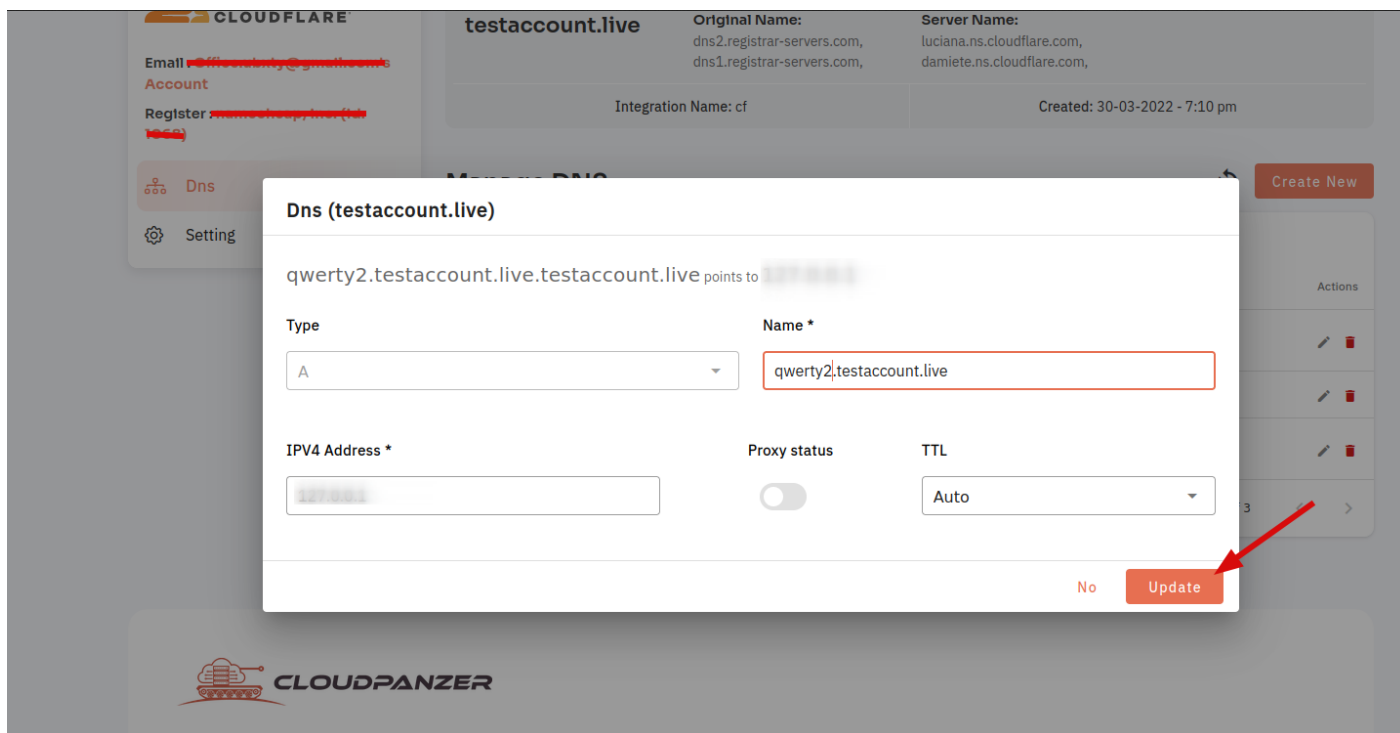 CLOUDFLARE
Email :
Account
Register :
Dns
Setting
testaccount.live
Original Name:
dns2.registrar-servers.com,
dns1.registrar-servers.com,
Server Name:
luciana.ns.cloudflare.com,
damiete.ns.cloudflare.com,
Integration Name: cf
Created: 30-03-2022 - 7:10 pm
Manage DNS
Create New
Actions
Dns (testaccount.live)
qwerty2.testaccount.live.testaccount.live points to
Type
Name *
A
qwerty2.testaccount.live
IPV4 Address *
Proxy status
TTL
Auto
3
No
Update
CLOUDPANZER